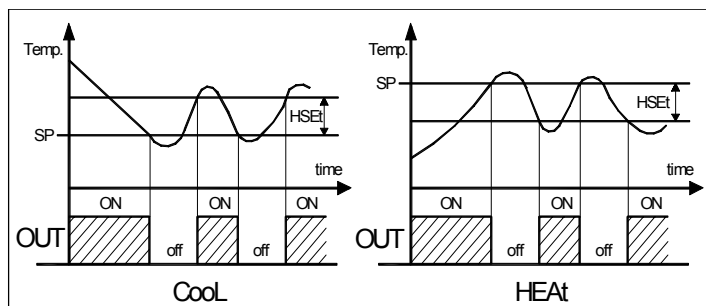 Temp.
HSEt
SP
time
ON ON ON
OUT
off off
CooL
Temp.
SP
HSEt
time
ON ON ON
OUT
off off
HEAt